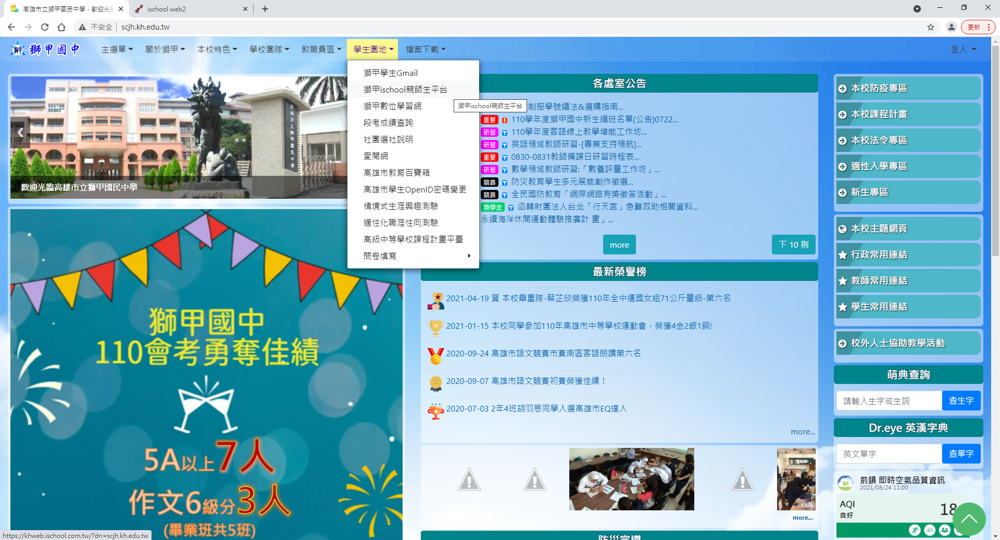 高雄市立獅甲國民中學 - 歡迎光
ischool web2
不安全 scjh.kh.edu.tw
更新
獅中 獅甲國中
主選單 關於獅甲 本校特色 學校團隊 教職員區 學生園地 檔案下載 登入
獅甲學生Gmail
獅甲ischool親師生平台
獅甲數位學習網
段考成績查詢
社團選社說明
愛閱網
高雄市教育百寶箱
高雄市學生OpenID密碼變更
情境式生涯興趣測驗
適性化職涯性向測驗
高級中等學校課程計畫平臺
問卷填寫
獅甲ischool親師生平台
高雄市立獅甲國民中學
歡迎光臨高雄市立獅甲國民中學
獅甲國中
110會考勇奪佳績
5A以上7人
作文6級分3人
(畢業班共5班)
各處室公告
制服學號繡法&選購指南...
重要 110學年度獅甲國中新生編班名單(公告)0722...
研習 110學年度客語線上教學增能工作坊...
研習 英語領域教師研習-[專業支持領航]...
重要 0830-0831教師備課日研習時程表...
研習 數學領域教師研習:「數養評量工作坊」...
競賽 防災教育學生多元展能創作徵選...
競賽 全民國防教育「網際網路有獎徵答活動」...
獎學金 函轉財團法人台北「行天宮」急難救助相關資料...
永續海洋休閒運動體驗推廣計 畫」...
more
下 10 則
最新榮譽榜
2021-04-19 賀 本校舉重隊-蔡芷欣榮獲110年全中運國女組71公斤量級-第六名
2021-01-15 本校同學參加110年高雄市中等學校運動會，榮獲4金2銀1銅!
2020-09-24 高雄市語文競賽市賽南區客語朗讀第六名
2020-09-07 高雄市語文競賽初賽榮獲佳績！
2020-07-03 2年4班胡羽恩同學入選高雄市EQ達人
more...
more...
防災宣導
本校防疫專區
本校課程計畫
本校法令專區
適性入學專區
新生專區
本校主題網頁
行政常用連結
教師常用連結
學生常用連結
校外人士協助教學活動
萌典查詢
請輸入生字或生詞
查生字
Dr.eye 英漢字典
英文單字
查單字
前鎮 即時空氣品質資訊
2021/08/24 11:00
AQI
良好
18
https://khweb.ischool.com.tw/?dn=scjh.kh.edu.tw